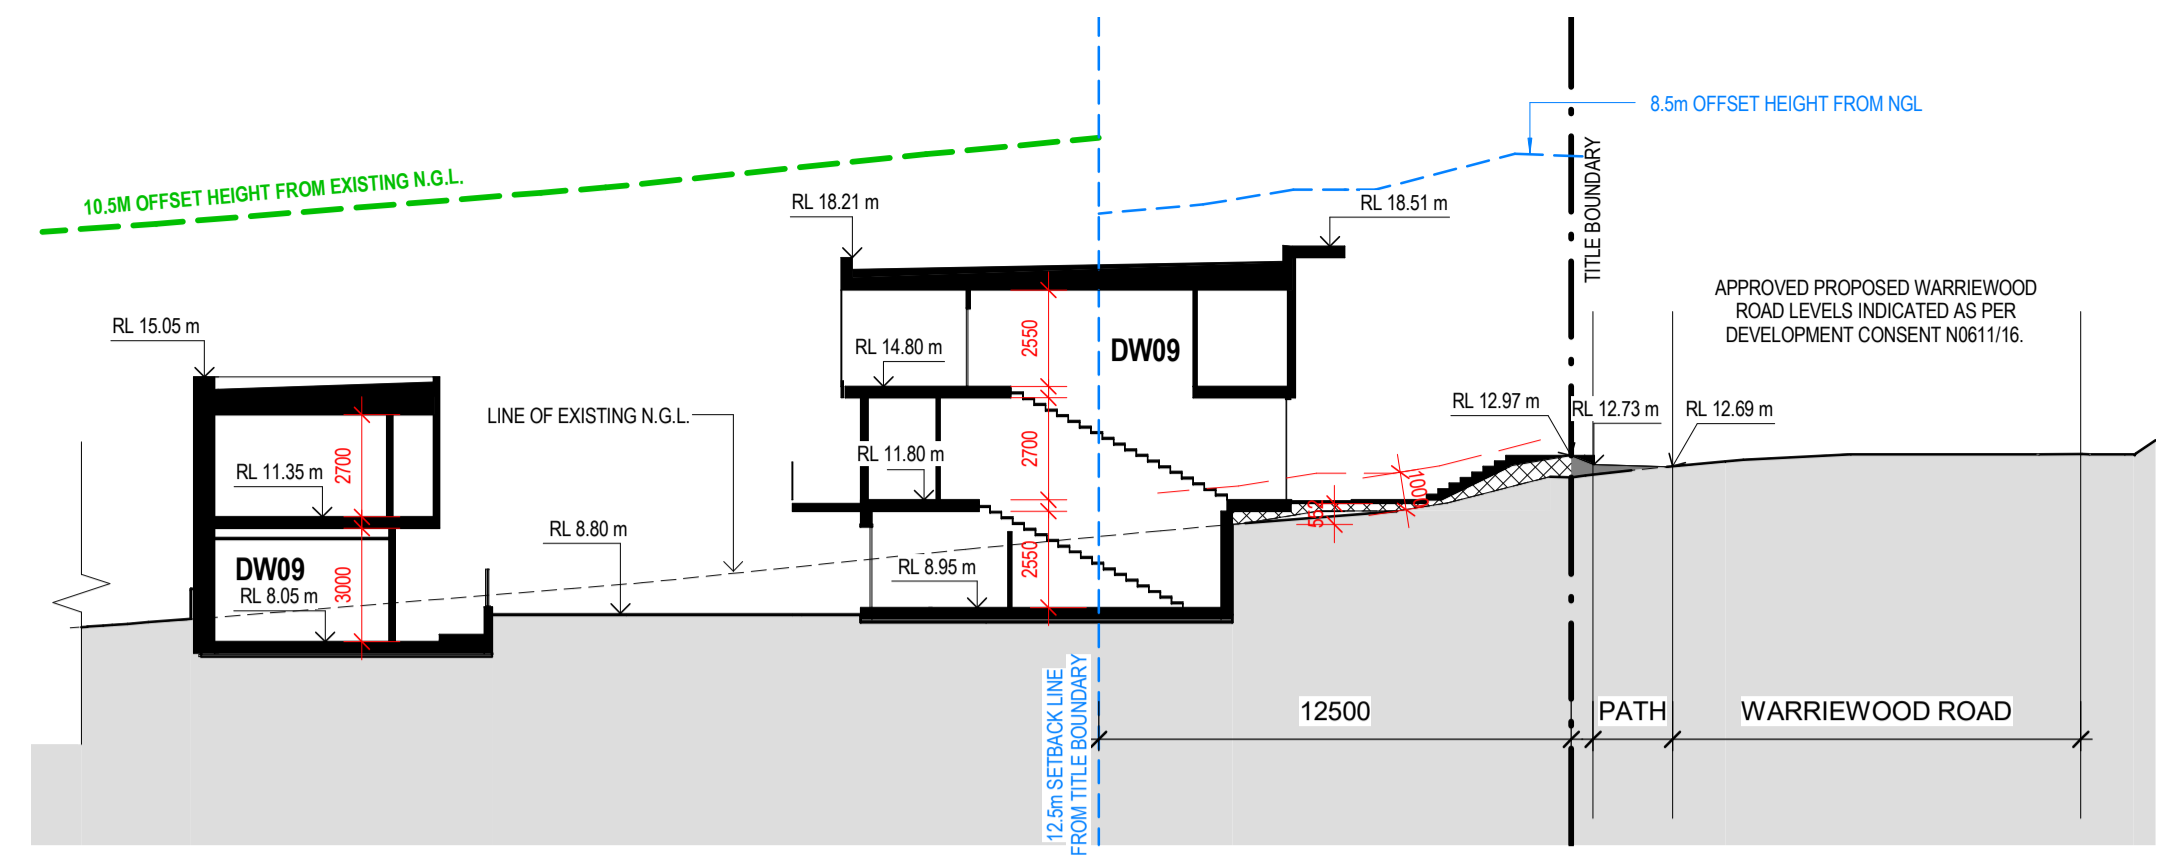 8.5m OFFSET HEIGHT FROM NGL
TITLE BOUNDARY
10.5M OFFSET HEIGHT FROM EXISTING N.G.L.
RL 18.21 m
RL 18.51 m
APPROVED PROPOSED WARRIEWOOD
ROAD LEVELS INDICATED AS PER
DEVELOPMENT CONSENT N0611/16.
RL 15.05 m
2550
RL 14.80 m
DW09
LINE OF EXISTING N.G.L.
RL 12.97 m
RL 12.73 m
RL 12.69 m
RL 11.35 m
2700
RL 11.80 m
2700
1000
552
RL 8.80 m
DW09
RL 8.05 m
3000
RL 8.95 m
2550
12.5m SETBACK LINE
FROM TITLE BOUNDARY
12500
PATH
WARRIEWOOD ROAD